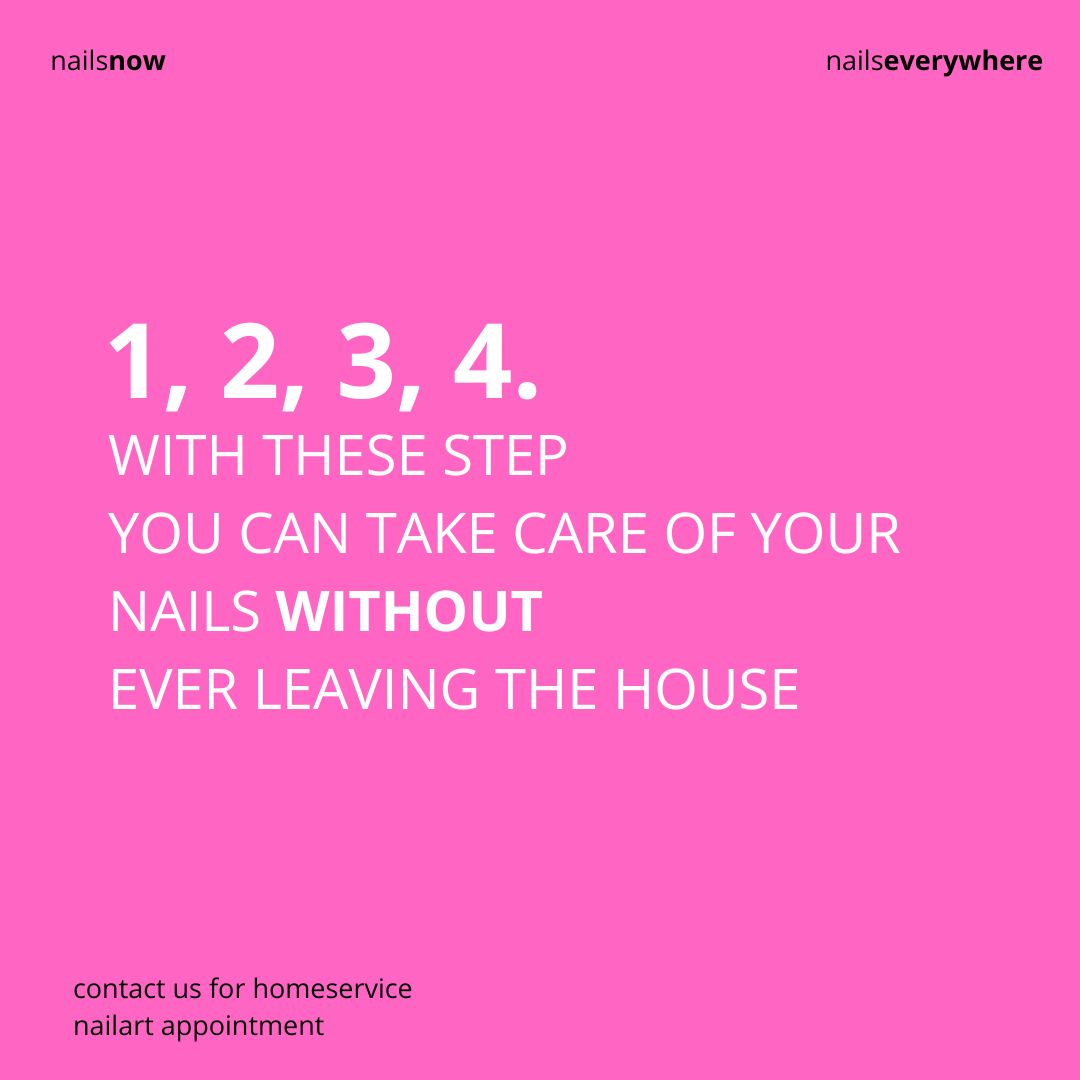 nailsnow
nailseverywhere
1, 2, 3, 4.
WITH THESE STEP
YOU CAN TAKE CARE OF YOUR
NAILS WITHOUT
EVER LEAVING THE HOUSE
contact us for homeservice
nailart appointment